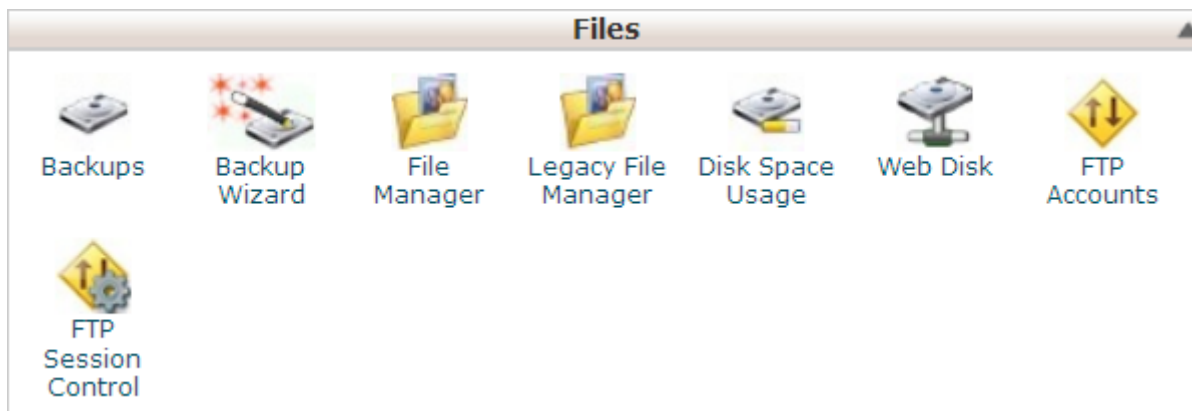 Files
Backups
Backup
Wizard
File
Manager
Legacy File
Manager
Disk Space
Usage
Web Disk
FTP
Accounts
FTP
Session
Control